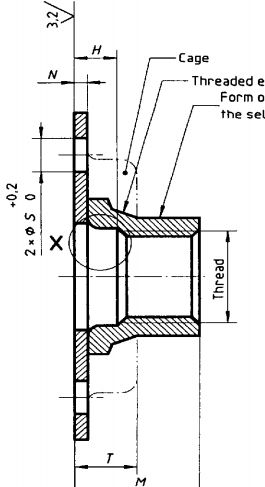 3,2
H
N
Cage
Threaded e
Form o
the sel
2×Ø S +0,2 0
X
Thread
T
M